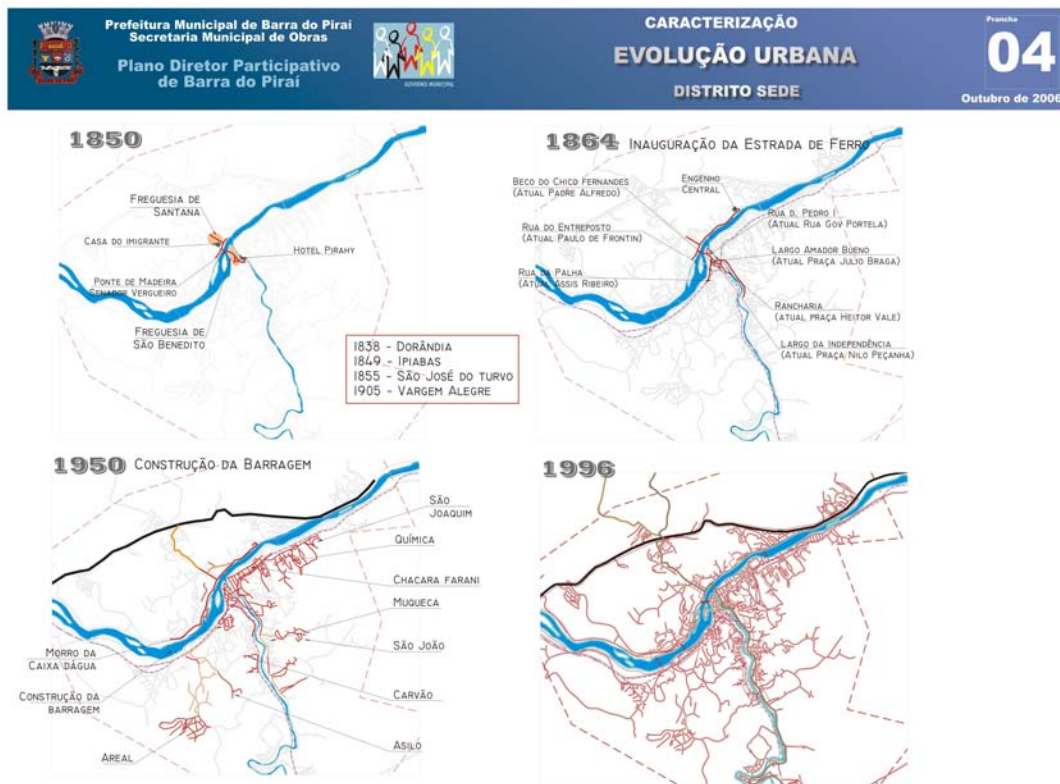 Prefeitura Municipal de Barra do Piraí
Secretaria Municipal de Obras
Plano Diretor Participativo
de Barra do Piraí
GOVERNO MUNICIPAL
CARACTERIZAÇÃO
EVOLUÇÃO URBANA
DISTRITO SEDE
Prancha
04
Outubro de 2006
1850
Freguesia de
Santana
Casa do imigrante
Hotel Pirahy
Ponte de Madeira
Senador Vergueiro
Freguesia de
São Benedito
1838 - Dorândia
1849 - Ipiabas
1855 - São José do Turvo
1905 - Vargem Alegre
1864 Inauguração da Estrada de Ferro
Beco do Chico Fernandes
(Atual Padre Alfredo)
Engenho
Central
Rua D. Pedro I
(Atual Rua Gov Portela)
Rua do Entreposto
(Atual Paulo de Frontin)
Largo Amador Bueno
(Atual Praça Julio Braga)
Rua da Palha
(Atual Assis Ribeiro)
Rancharia
(Atual praça Heitor Vale)
Largo da Independência
(Atual Praça Nilo Peçanha)
1950 Construção da Barragem
São
Joaquim
Química
Chacara Farani
Muqueca
São João
Morro da
Caixa Dágua
Carvão
Construção da
barragem
Asilo
Areal
1996